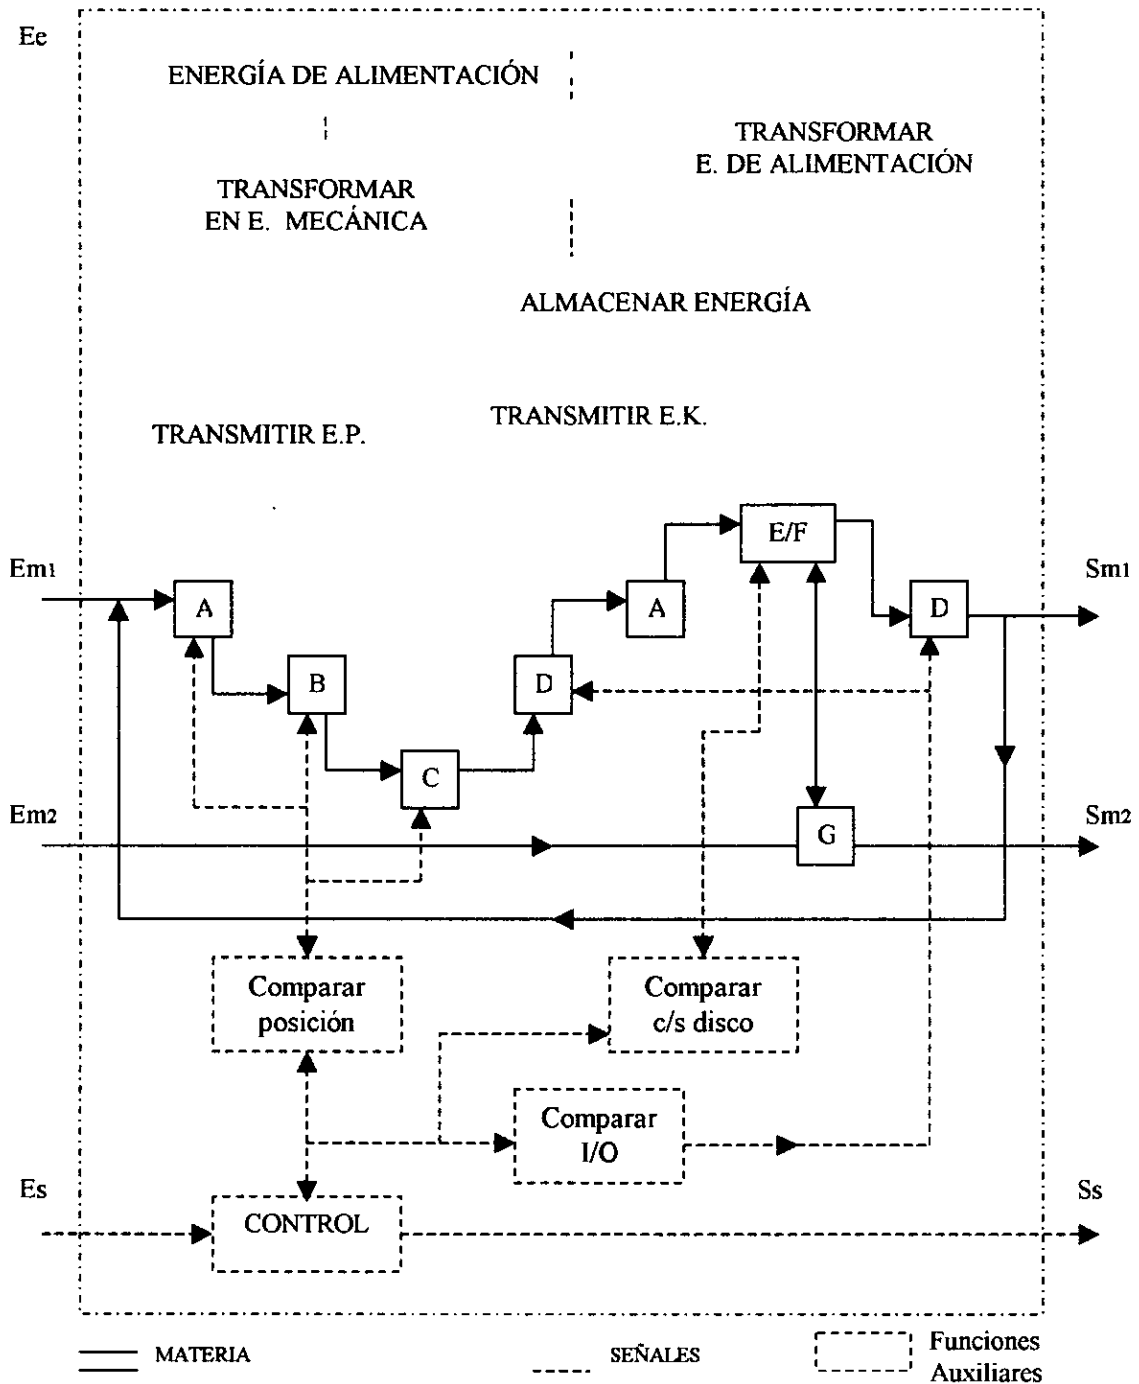 Ee
ENERGÍA DE ALIMENTACIÓN
TRANSFORMAR
E. DE ALIMENTACIÓN
TRANSFORMAR
EN E. MECÁNICA
ALMACENAR ENERGÍA
TRANSMITIR E.K.
TRANSMITIR E.P.
E/F
Em1
Sm1
A
A
D
B
D
C
Em2
Sm2
G
Comparar
posición
Comparar
c/s disco
Comparar
I/O
Es
Ss
CONTROL
MATERIA
SEÑALES
Funciones
Auxiliares